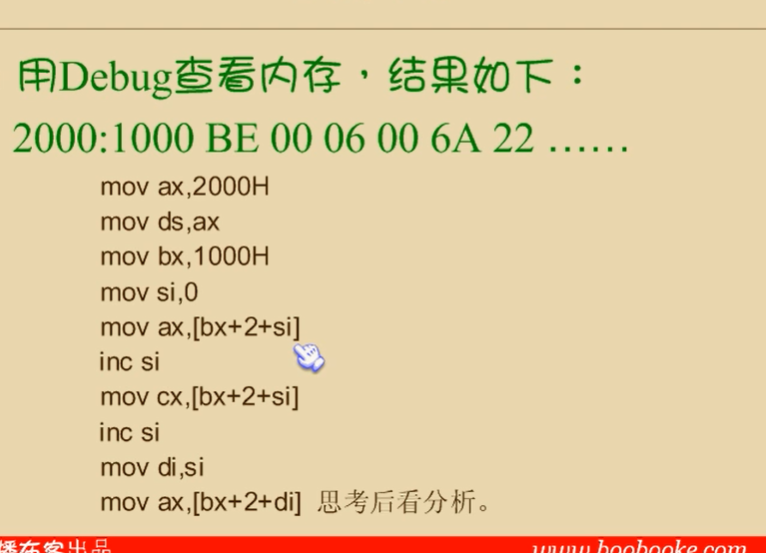 用Debug查看内存，结果如下：
2000:1000 BE 00 06 00 6A 22 ……
mov ax,2000H
mov ds,ax
mov bx,1000H
mov si,0
mov ax,[bx+2+si]
inc si
mov cx,[bx+2+si]
inc si
mov di,si
mov ax,[bx+2+di] 思考后看分析。
播布客出品 www.boobooke.com